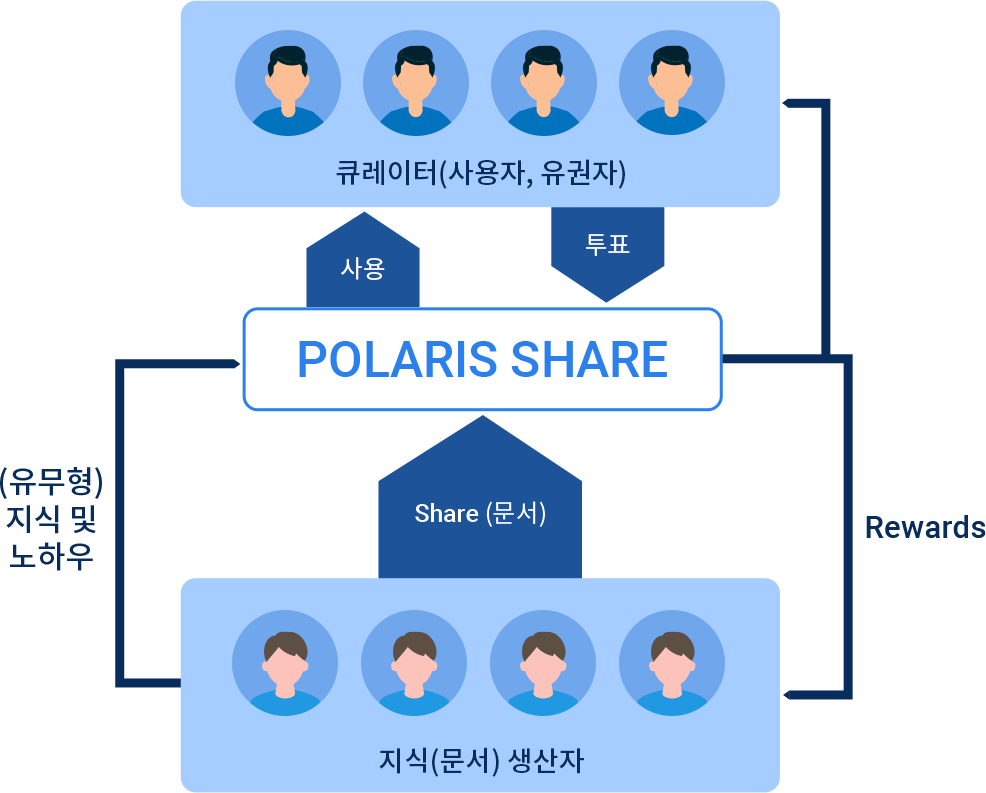 큐레이터(사용자, 유권자)
사용
투표
POLARIS SHARE
(유무형)
지식 및
노하우
Share (문서)
Rewards
지식(문서) 생산자